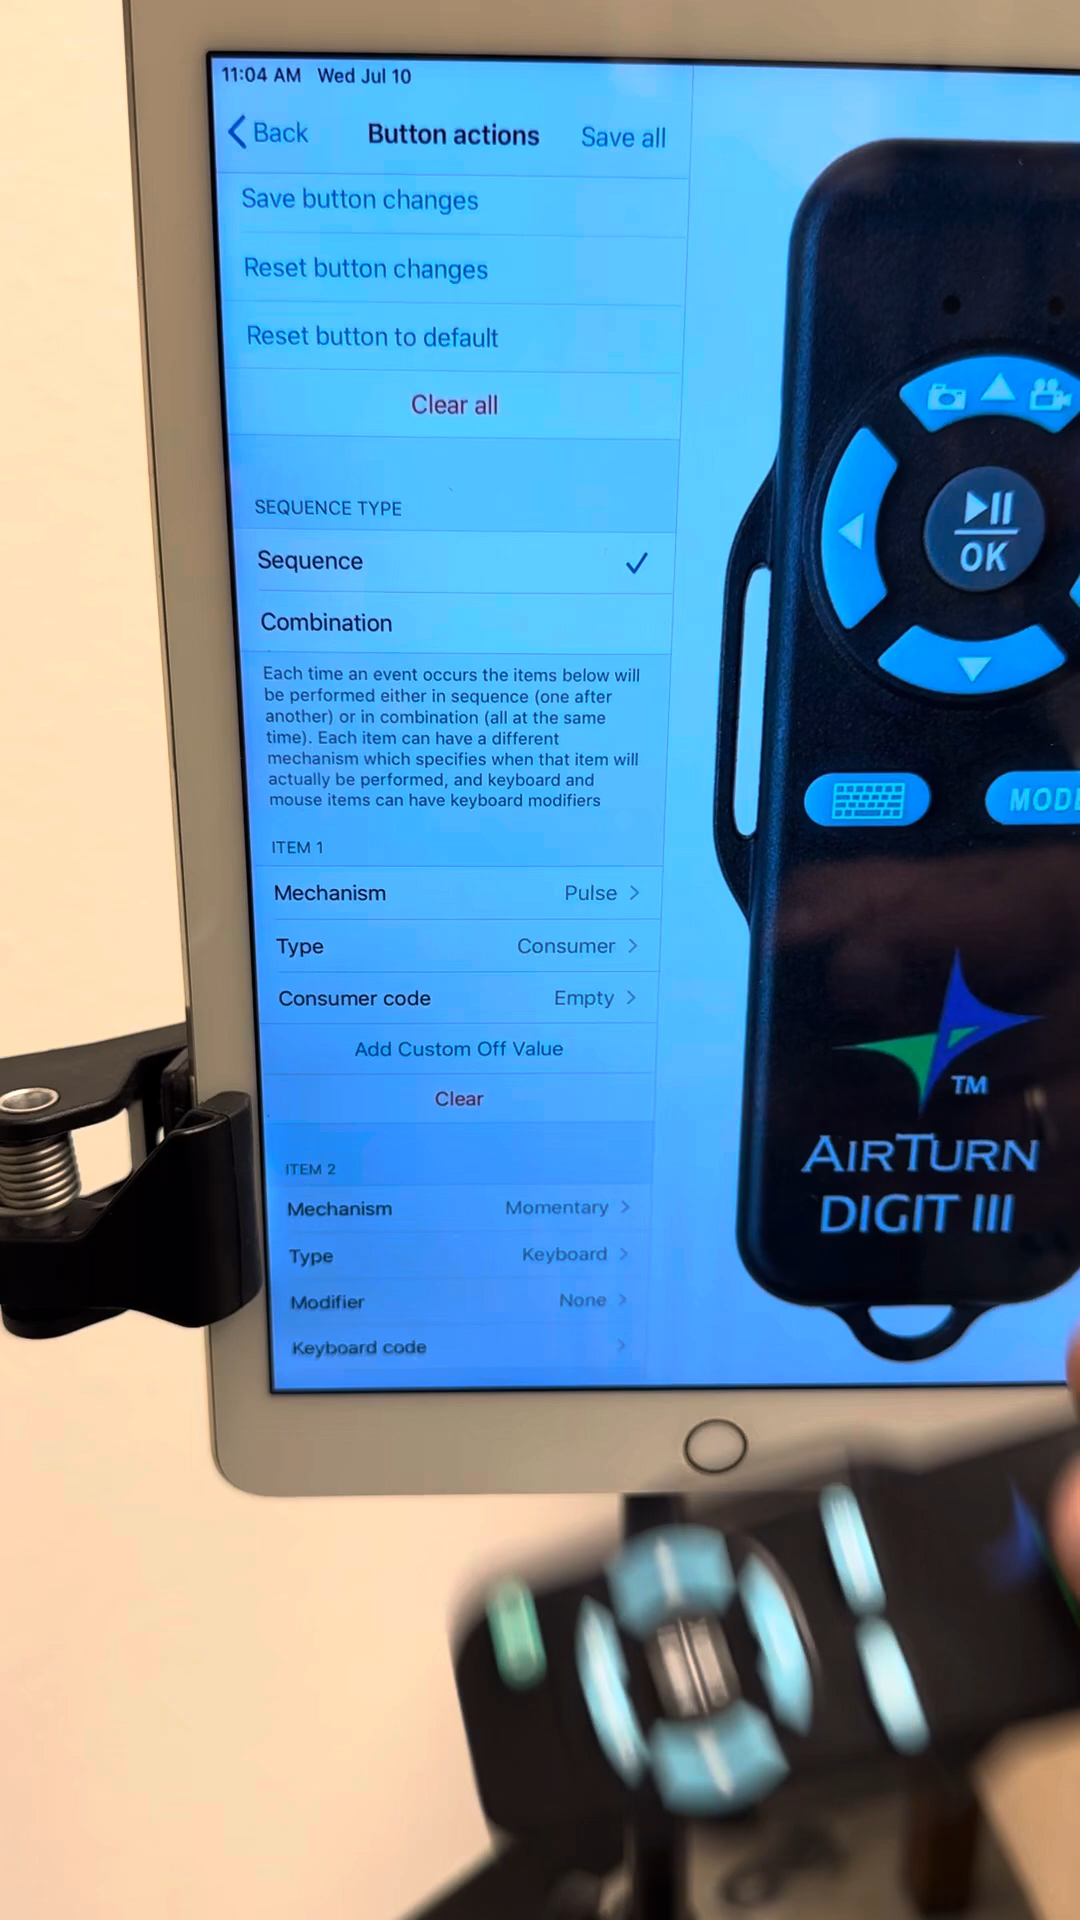 11:04 AM Wed Jul 10
Back Button actions Save all
Save button changes
Reset button changes
Reset button to default
Clear all
SEQUENCE TYPE
Sequence
Combination
Each time an event occurs the items below will
be performed either in sequence (one after
another) or in combination (all at the same
time). Each item can have a different
mechanism which specifies when that item will
actually be performed, and keyboard and
mouse items can have keyboard modifiers
ITEM 1
Mechanism Pulse
Type Consumer
Consumer code Empty
Add Custom Off Value
Clear
ITEM 2
Mechanism Momentary
Type Keyboard
Modifier None
Keyboard code
OK
MODE
TM
AIRTURN
DIGIT III